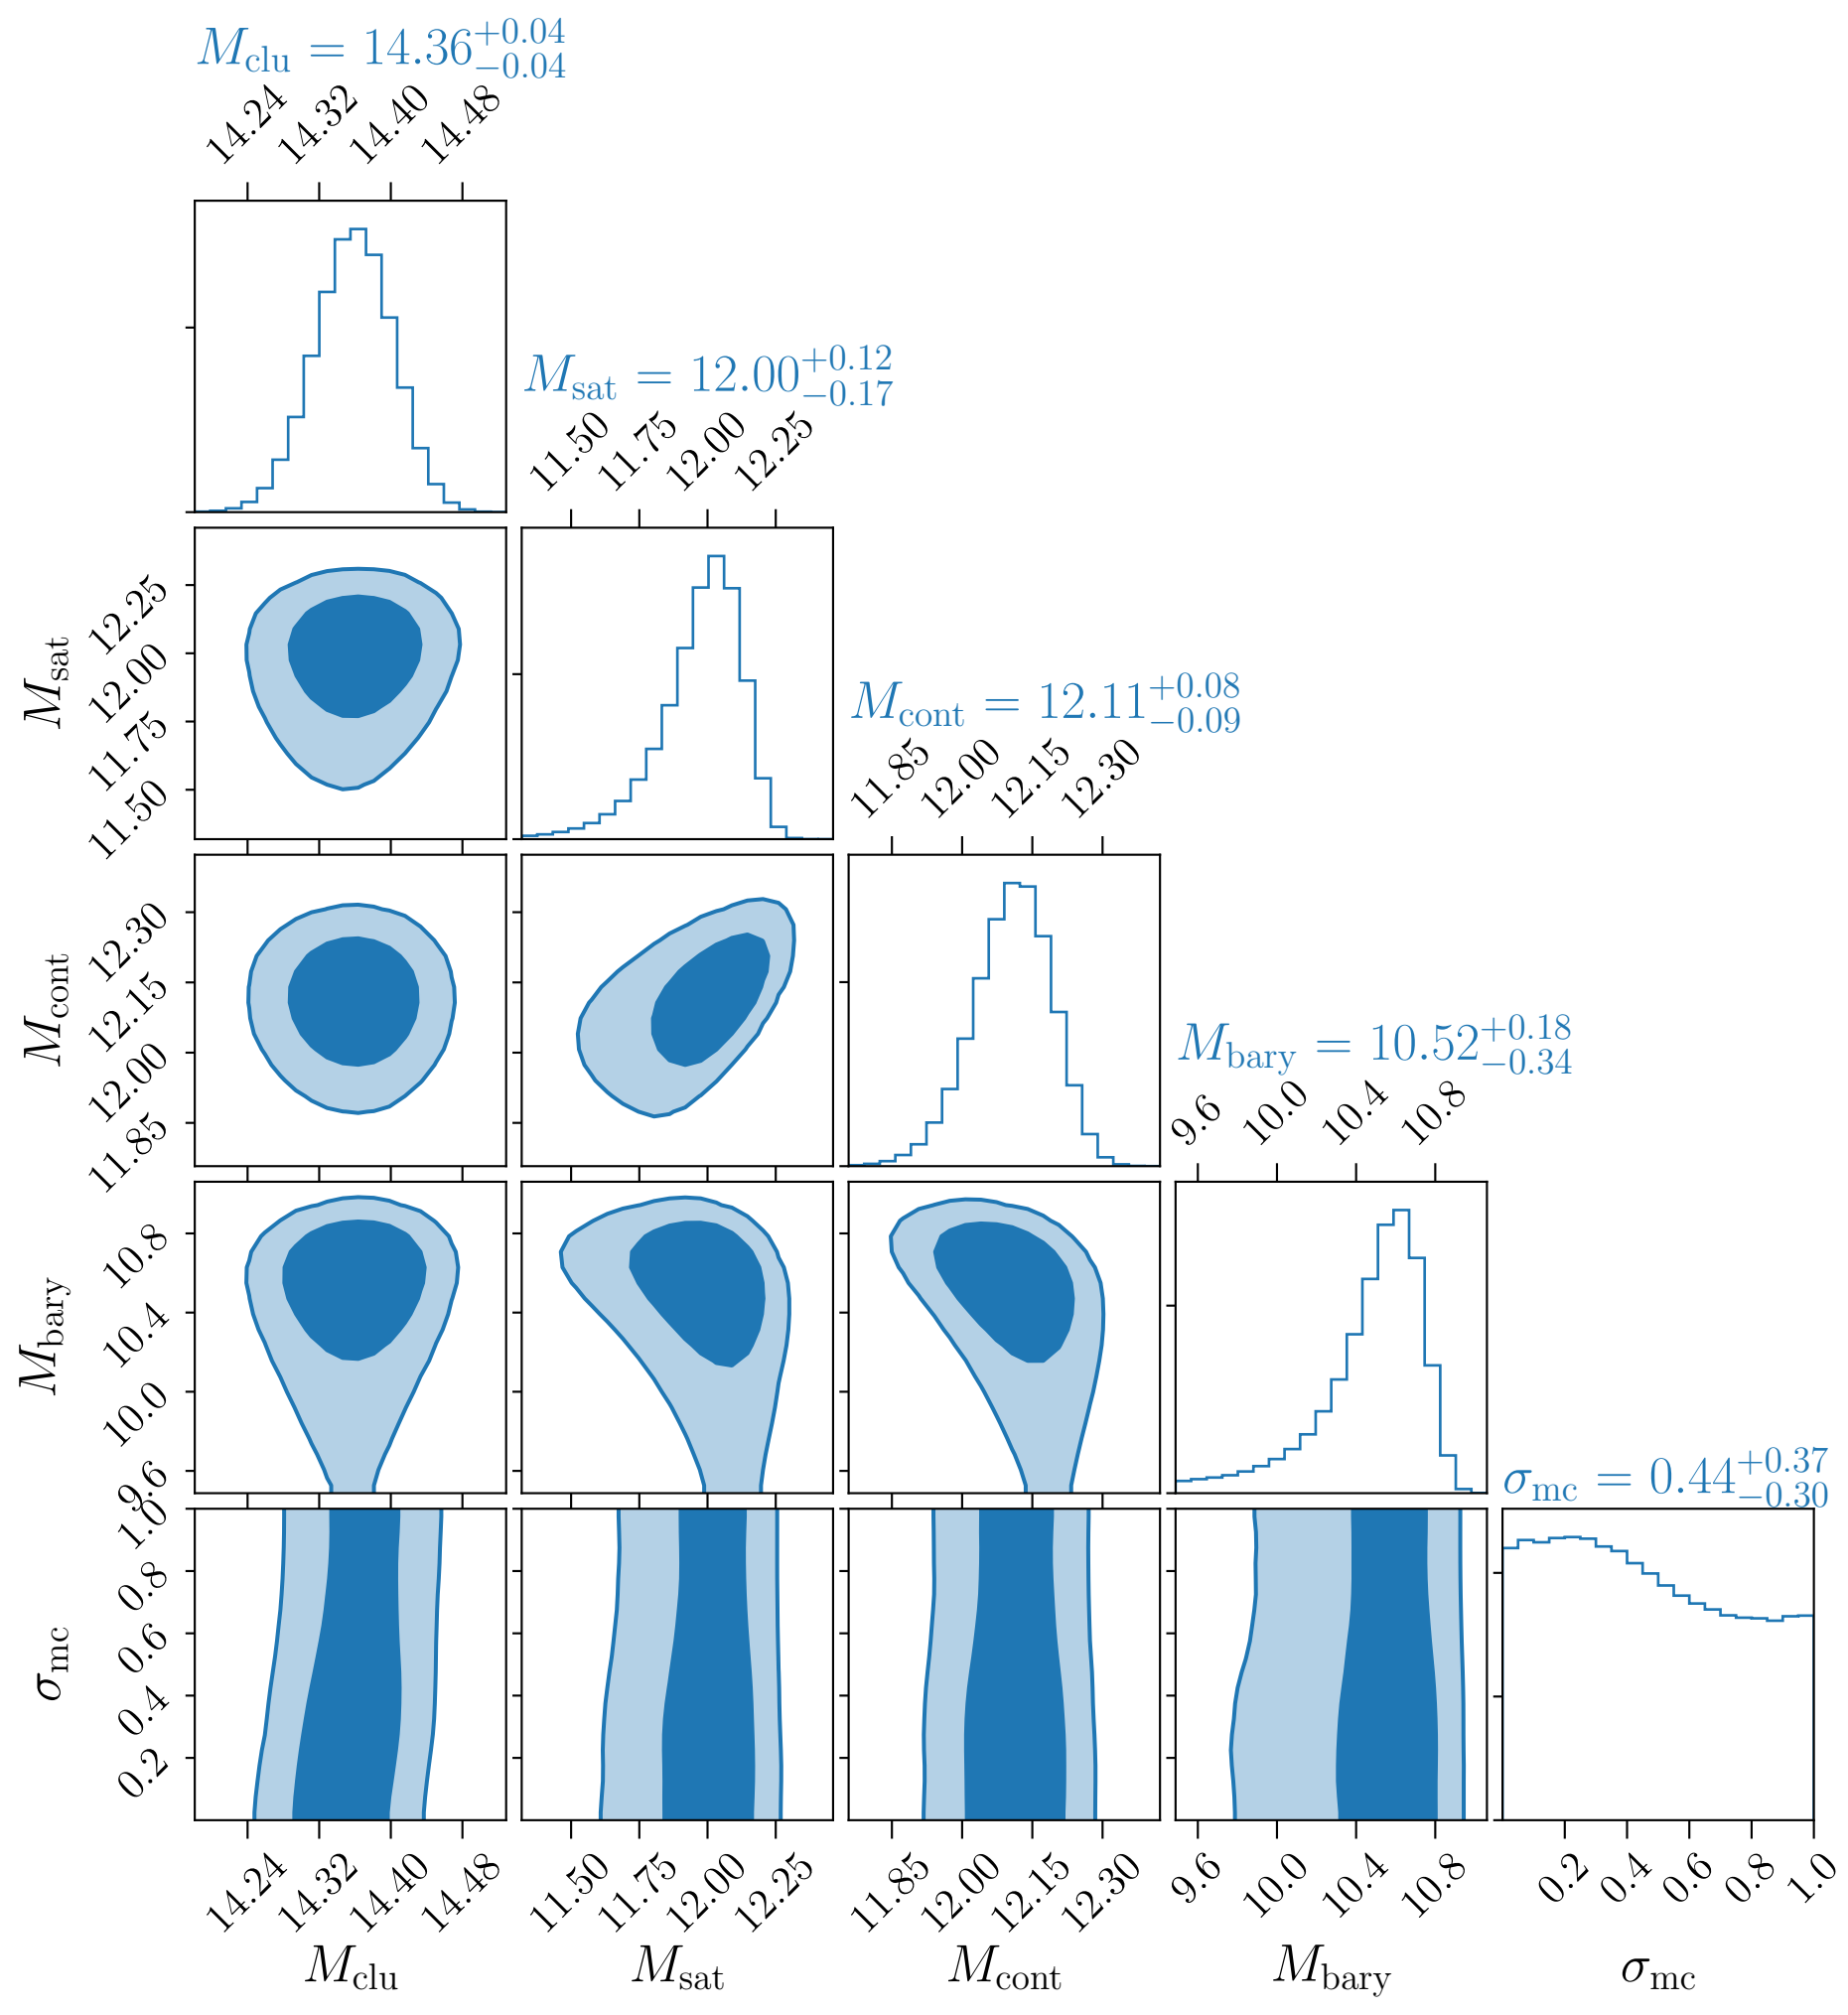 M_clu = 14.36^{+0.04}_{−0.04}
14.24 14.32 14.40 14.48
M_sat = 12.00^{+0.12}_{−0.17}
11.50 11.75 12.00 12.25
M_sat
12.25
12.00
11.75
11.50
M_cont = 12.11^{+0.08}_{−0.09}
11.85 12.00 12.15 12.30
M_cont
12.30
12.15
12.00
11.85
M_bary = 10.52^{+0.18}_{−0.34}
9.6 10.0 10.4 10.8
M_bary
10.8
10.4
10.0
9.6
σ_mc = 0.44^{+0.37}_{−0.30}
σ_mc
1.0
0.8
0.6
0.4
0.2
14.24 14.32 14.40 14.48 11.50 11.75 12.00 12.25 11.85 12.00 12.15 12.30 9.6 10.0 10.4 10.8 0.2 0.4 0.6 0.8 1.0
M_clu M_sat M_cont M_bary σ_mc